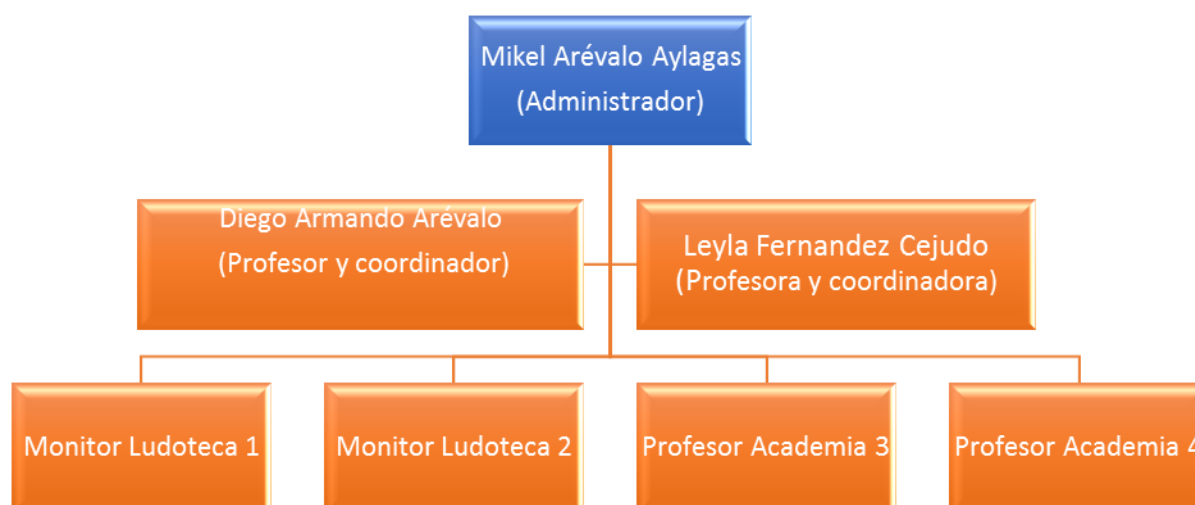 Mikel Arévalo Aylagas
(Administrador)
Diego Armando Arévalo
(Profesor y coordinador)
Leyla Fernandez Cejudo
(Profesora y coordinadora)
Monitor Ludoteca 1
Monitor Ludoteca 2
Profesor Academia 3
Profesor Academia 4